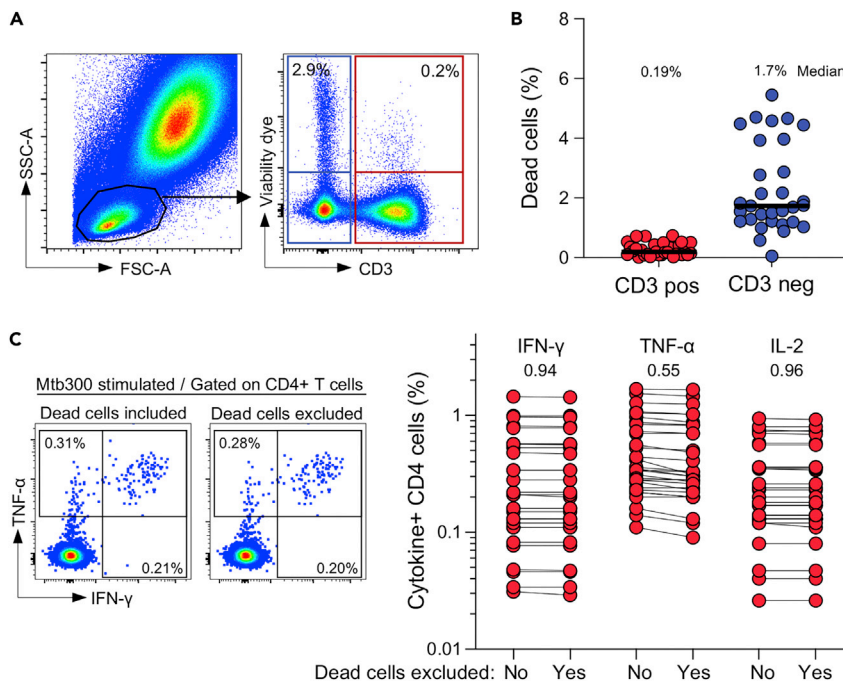 A
SSC-A
FSC-A
Viability dye
2.9%
0.2%
CD3
B
Dead cells (%)
8
6
4
2
0
0.19%
1.7% Median
CD3 pos
CD3 neg
C
Mtb300 stimulated / Gated on CD4+ T cells
Dead cells included
Dead cells excluded
0.31%
0.28%
TNF-α
0.21%
0.20%
IFN-γ
Cytokine+ CD4 cells (%)
IFN-γ TNF-α IL-2
0.94 0.55 0.96
1
0.1
0.01
Dead cells excluded: No Yes No Yes No Yes